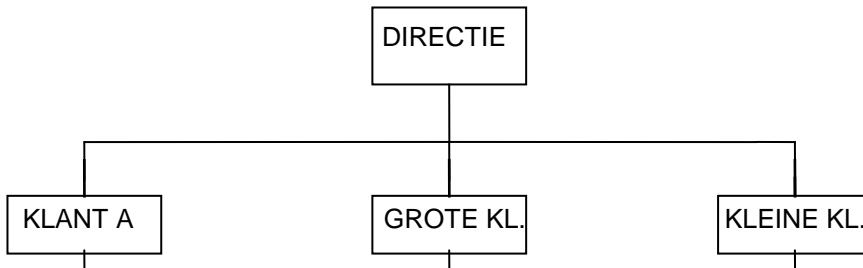 DIRECTIE
KLANT A
GROTE KL.
KLEINE KL.